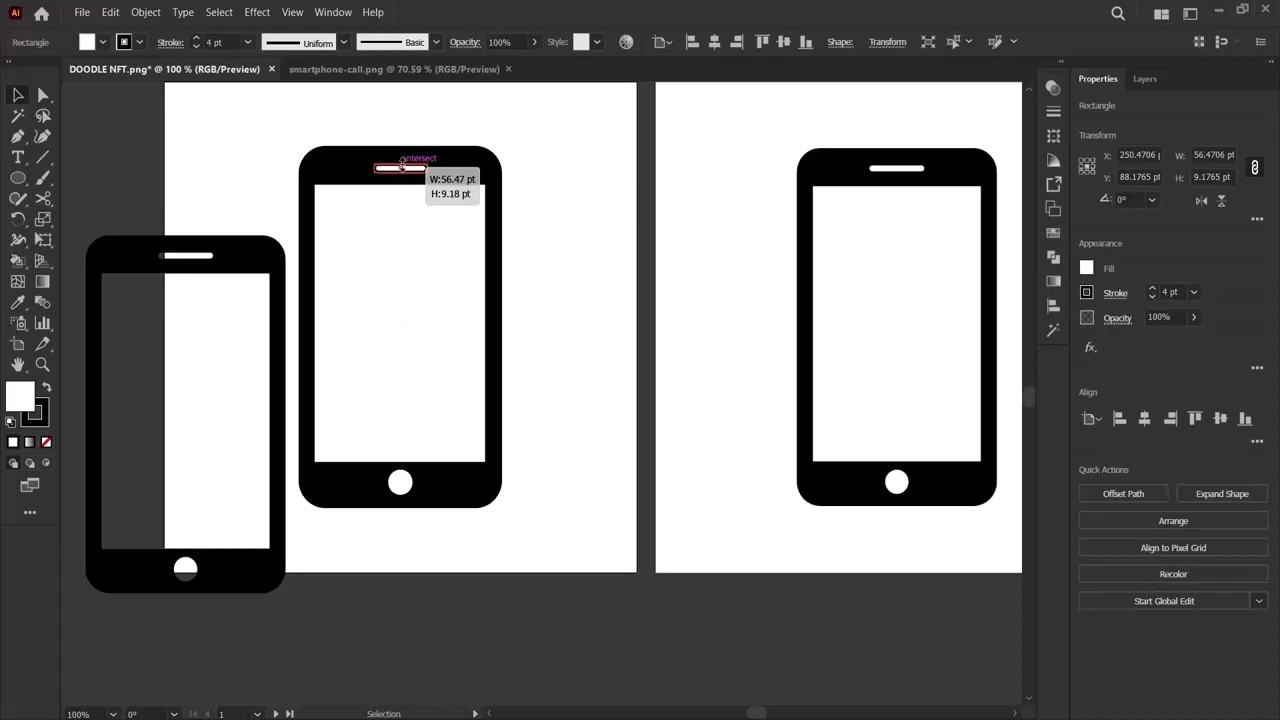 Ai File Edit Object Type Select Effect View Window Help
Rectangle Stroke: 4 pt Uniform Basic Opacity: 100% Style: Shape: Transform
DOODLE NFT.png* @ 100 % (RGB/Preview) × smartphone-call.png @ 70.59 % (RGB/Preview) ×
Properties Layers
Rectangle
Transform
X: 250.4706 W: 56.4706 p
Y: 88.1765 p H: 9.1765 pt
0°
Appearance
Fill
Stroke 4 pt
Opacity 100%
fx.
Align
Quick Actions
Offset Path Expand Shape
Arrange
Align to Pixel Grid
Recolor
Start Global Edit
intersect
W:56.47 pt
H:9.18 pt
100% 0° 1 Selection